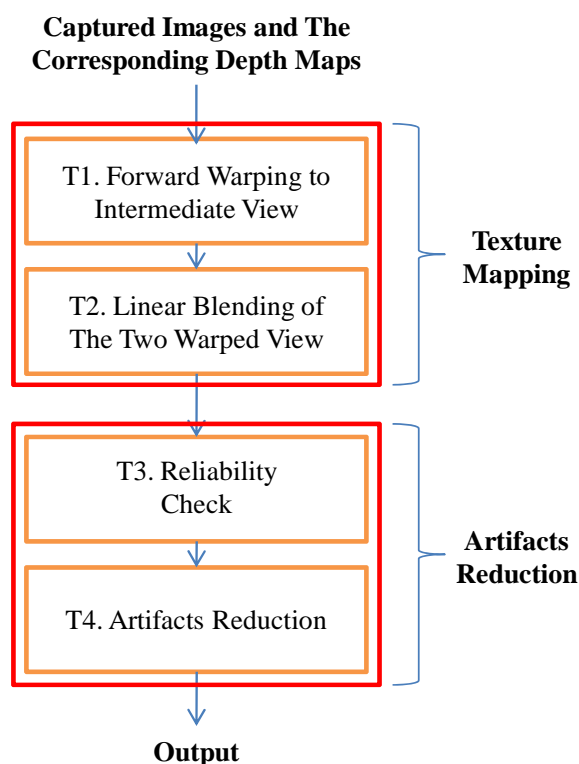 Captured Images and The
Corresponding Depth Maps
T1. Forward Warping to
Intermediate View
T2. Linear Blending of
The Two Warped View
Texture
Mapping
T3. Reliability
Check
T4. Artifacts Reduction
Artifacts
Reduction
Output